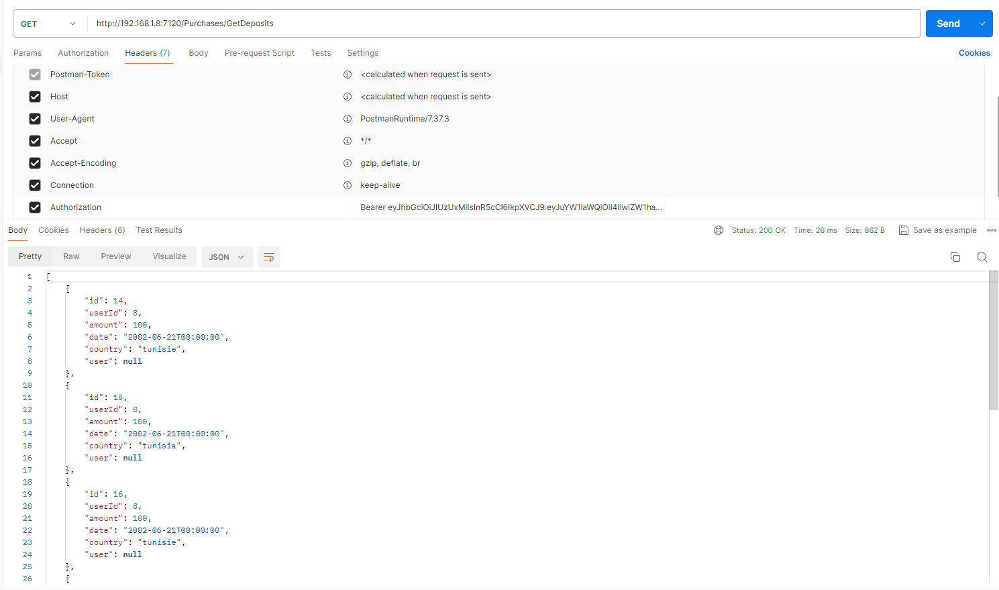 GET http://192.168.1.8:7120/Purchases/GetDeposits Send
Params Authorization Headers (7) Body Pre-request Script Tests Settings Cookies
Postman-Token <calculated when request is sent>
Host <calculated when request is sent>
User-Agent PostmanRuntime/7.37.3
Accept */*
Accept-Encoding gzip, deflate, br
Connection keep-alive
Authorization Bearer eyJhbGciOiJIUzUxMiIsInR5cCI6IkpXVCJ9.eyJuYW1laWQiOiI4IiwiZW1ha...
Body Cookies Headers (6) Test Results Status: 200 OK Time: 26 ms Size: 862 B Save as example
Pretty Raw Preview Visualize JSON
1 [
2 {
3 "id": 14,
4 "userId": 8,
5 "amount": 100,
6 "date": "2002-06-21T00:00:00",
7 "country": "tunisie",
8 "user": null
9 },
10 {
11 "id": 15,
12 "userId": 8,
13 "amount": 100,
14 "date": "2002-06-21T00:00:00",
15 "country": "tunisia",
16 "user": null
17 },
18 {
19 "id": 16,
20 "userId": 8,
21 "amount": 100,
22 "date": "2002-06-21T00:00:00",
23 "country": "tunisie",
24 "user": null
25 },
26 {